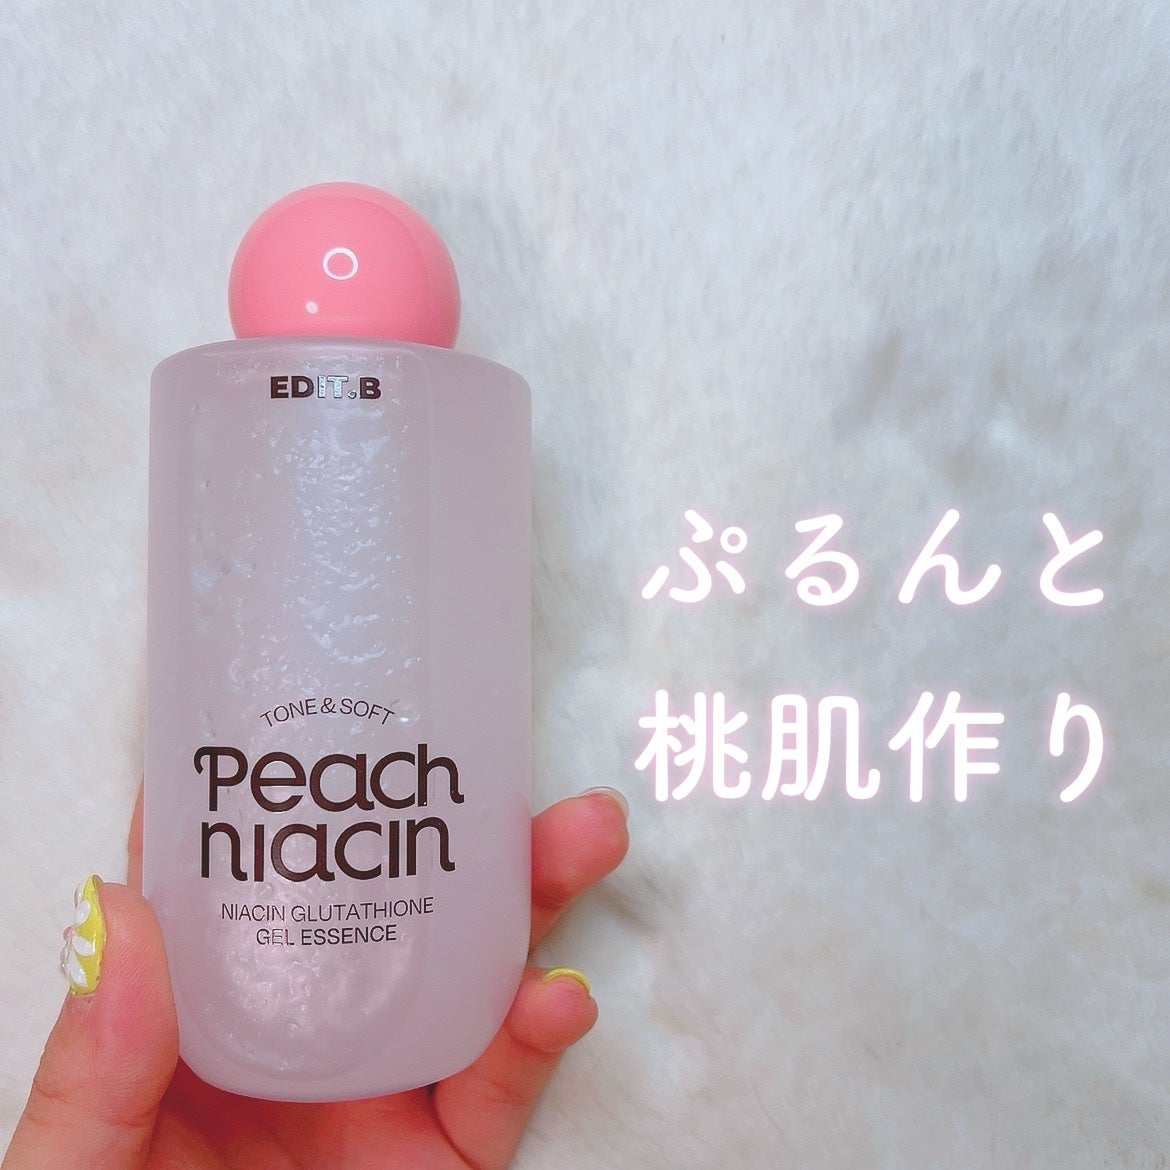 EDIT.B
TONE & SOFT
Peach
niacin
NIACIN GLUTATHIONE
GEL ESSENCE
ぷるんと
桃肌作り